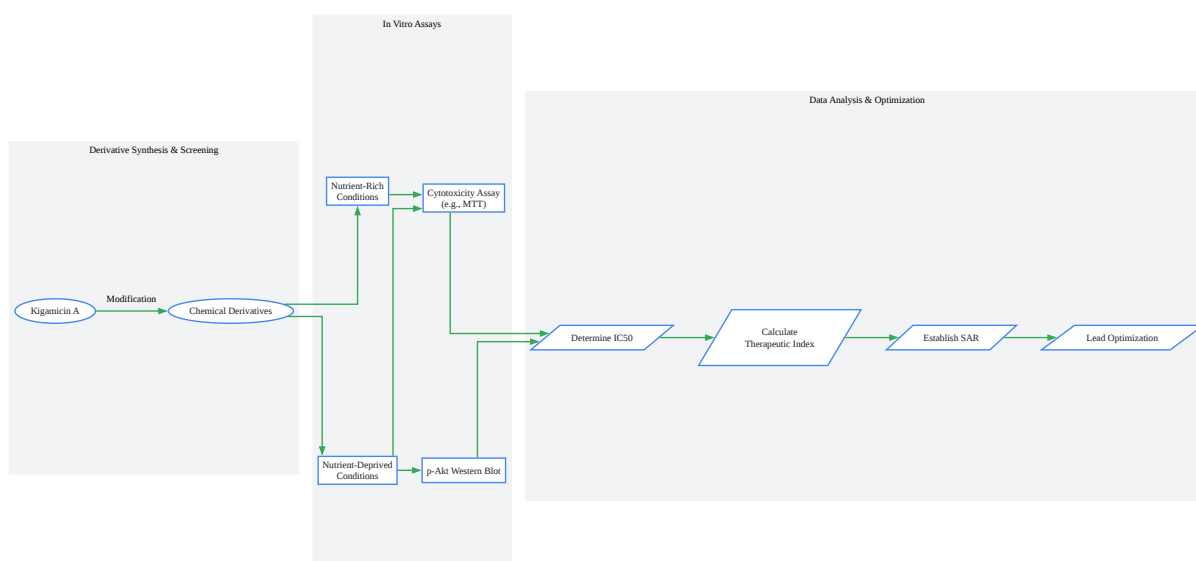 Derivative Synthesis & Screening
Kigamicin A
Modification
Chemical Derivatives
In Vitro Assays
Nutrient-Rich
Conditions
Cytotoxicity Assay
(e.g., MTT)
Nutrient-Deprived
Conditions
p-Akt Western Blot
Data Analysis & Optimization
Determine IC50
Calculate
Therapeutic Index
Establish SAR
Lead Optimization